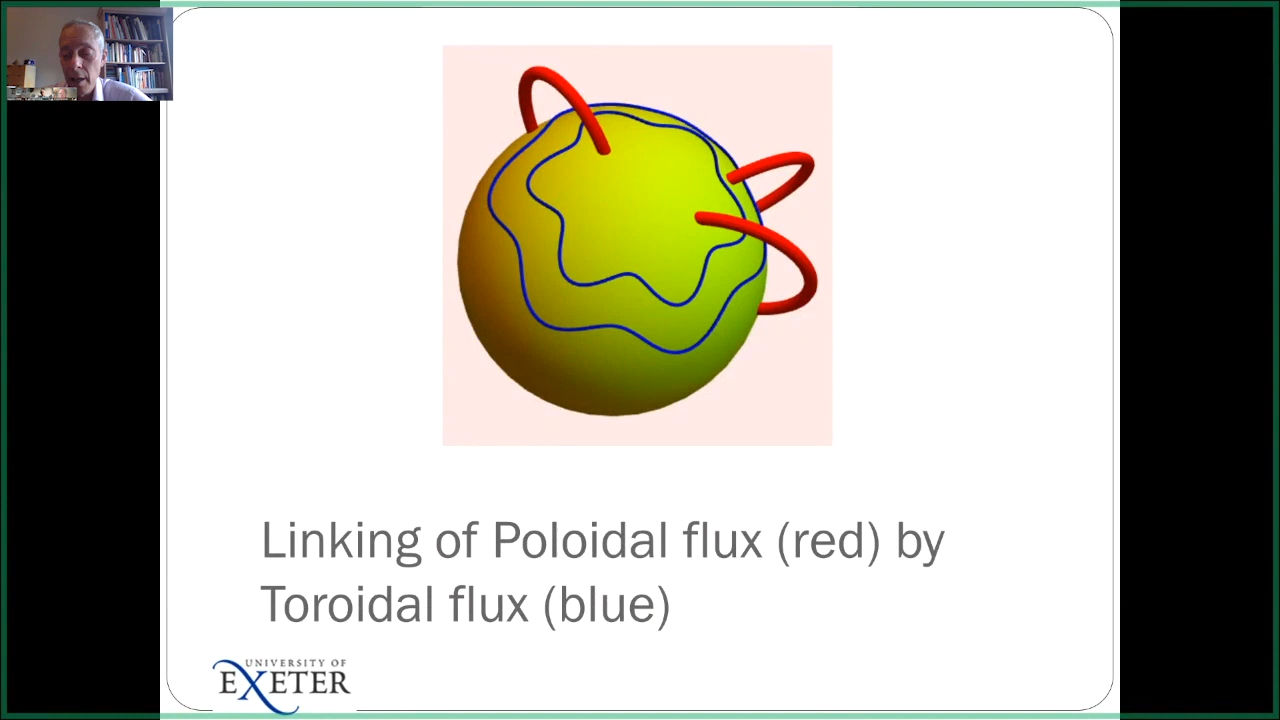 Linking of Poloidal flux (red) by
Toroidal flux (blue)
UNIVERSITY OF
EXETER